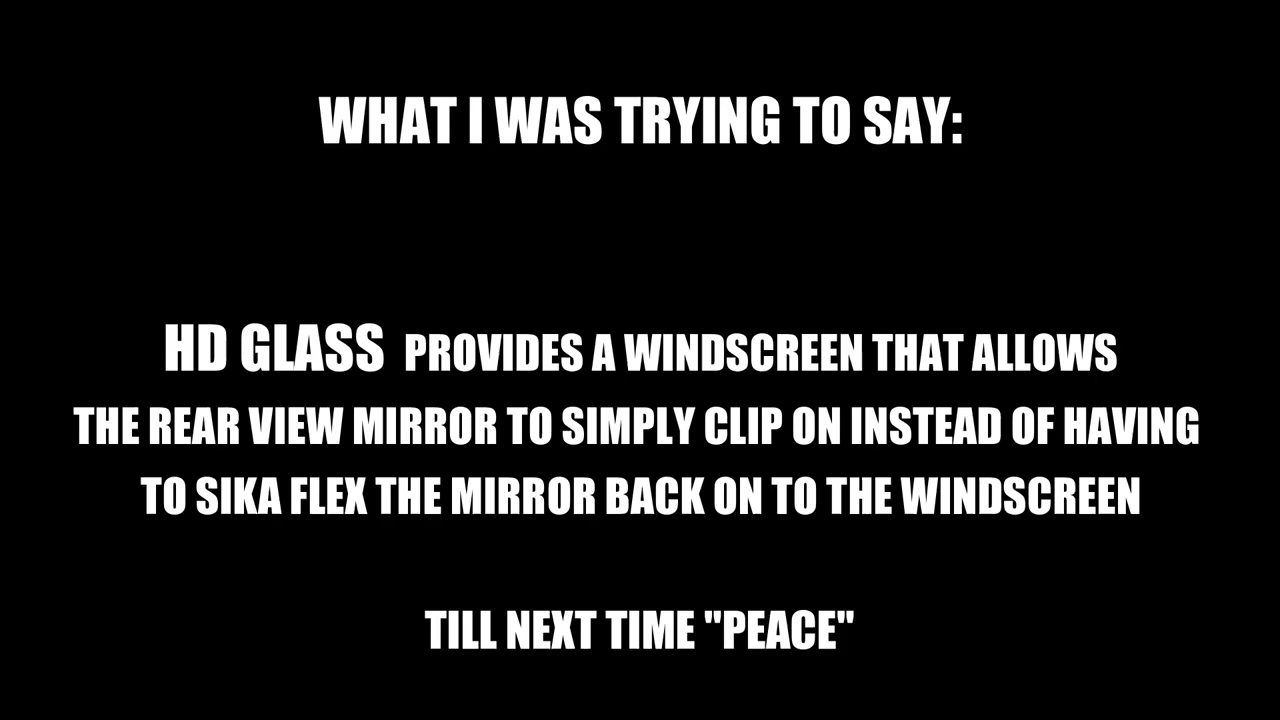 WHAT I WAS TRYING TO SAY:
HD GLASS PROVIDES A WINDSCREEN THAT ALLOWS
THE REAR VIEW MIRROR TO SIMPLY CLIP ON INSTEAD OF HAVING
TO SIKA FLEX THE MIRROR BACK ON TO THE WINDSCREEN
TILL NEXT TIME "PEACE"